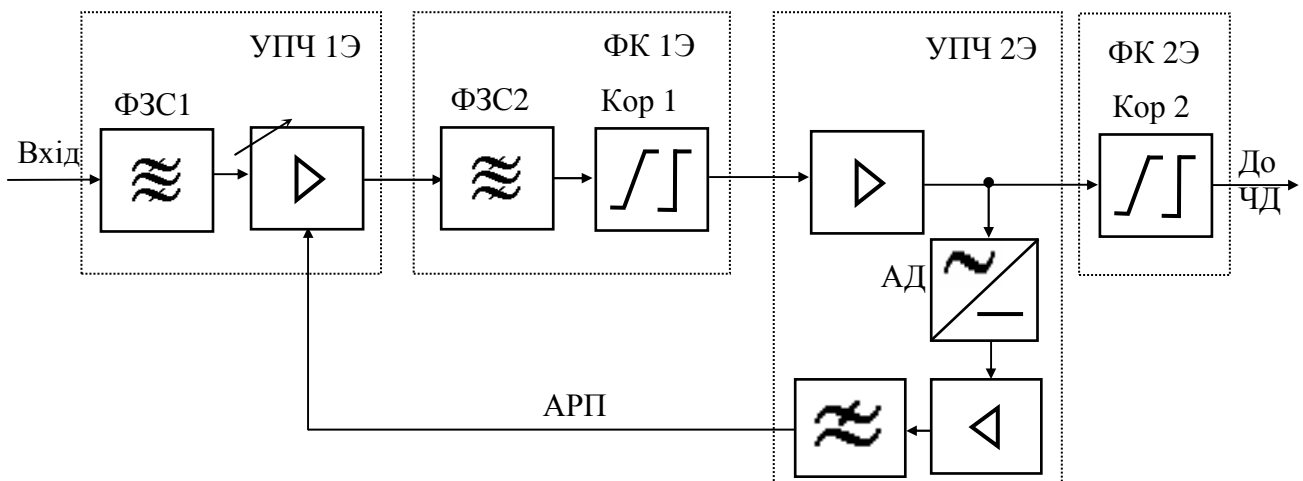 УПЧ 1Э
ФК 1Э
УПЧ 2Э
ФК 2Э
ФЗС1
ФЗС2
Кор 1
Кор 2
Вхід
До
ЧД
АД
АРП